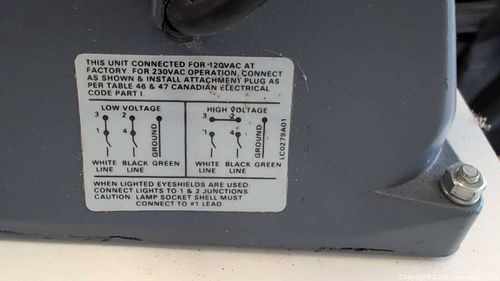 THIS UNIT CONNECTED FOR 120VAC AT
FACTORY. FOR 230VAC OPERATION, CONNECT
AS SHOWN & INSTALL ATTACHMENT PLUG AS
PER TABLE 46 & 47 CANADIAN ELECTRICAL
CODE PART I.
LOW VOLTAGE
3 2
1 4
GROUND
WHITE LINE
BLACK LINE
GREEN
HIGH VOLTAGE
3 2
1 4
GROUND
WHITE LINE
BLACK LINE
GREEN
LC0279A01
WHEN LIGHTED EYESHIELDS ARE USED:
CONNECT LIGHTS TO 1 & 2 JUNCTIONS
CAUTION: LAMP SOCKET SHELL MUST
CONNECT TO #1 LEAD